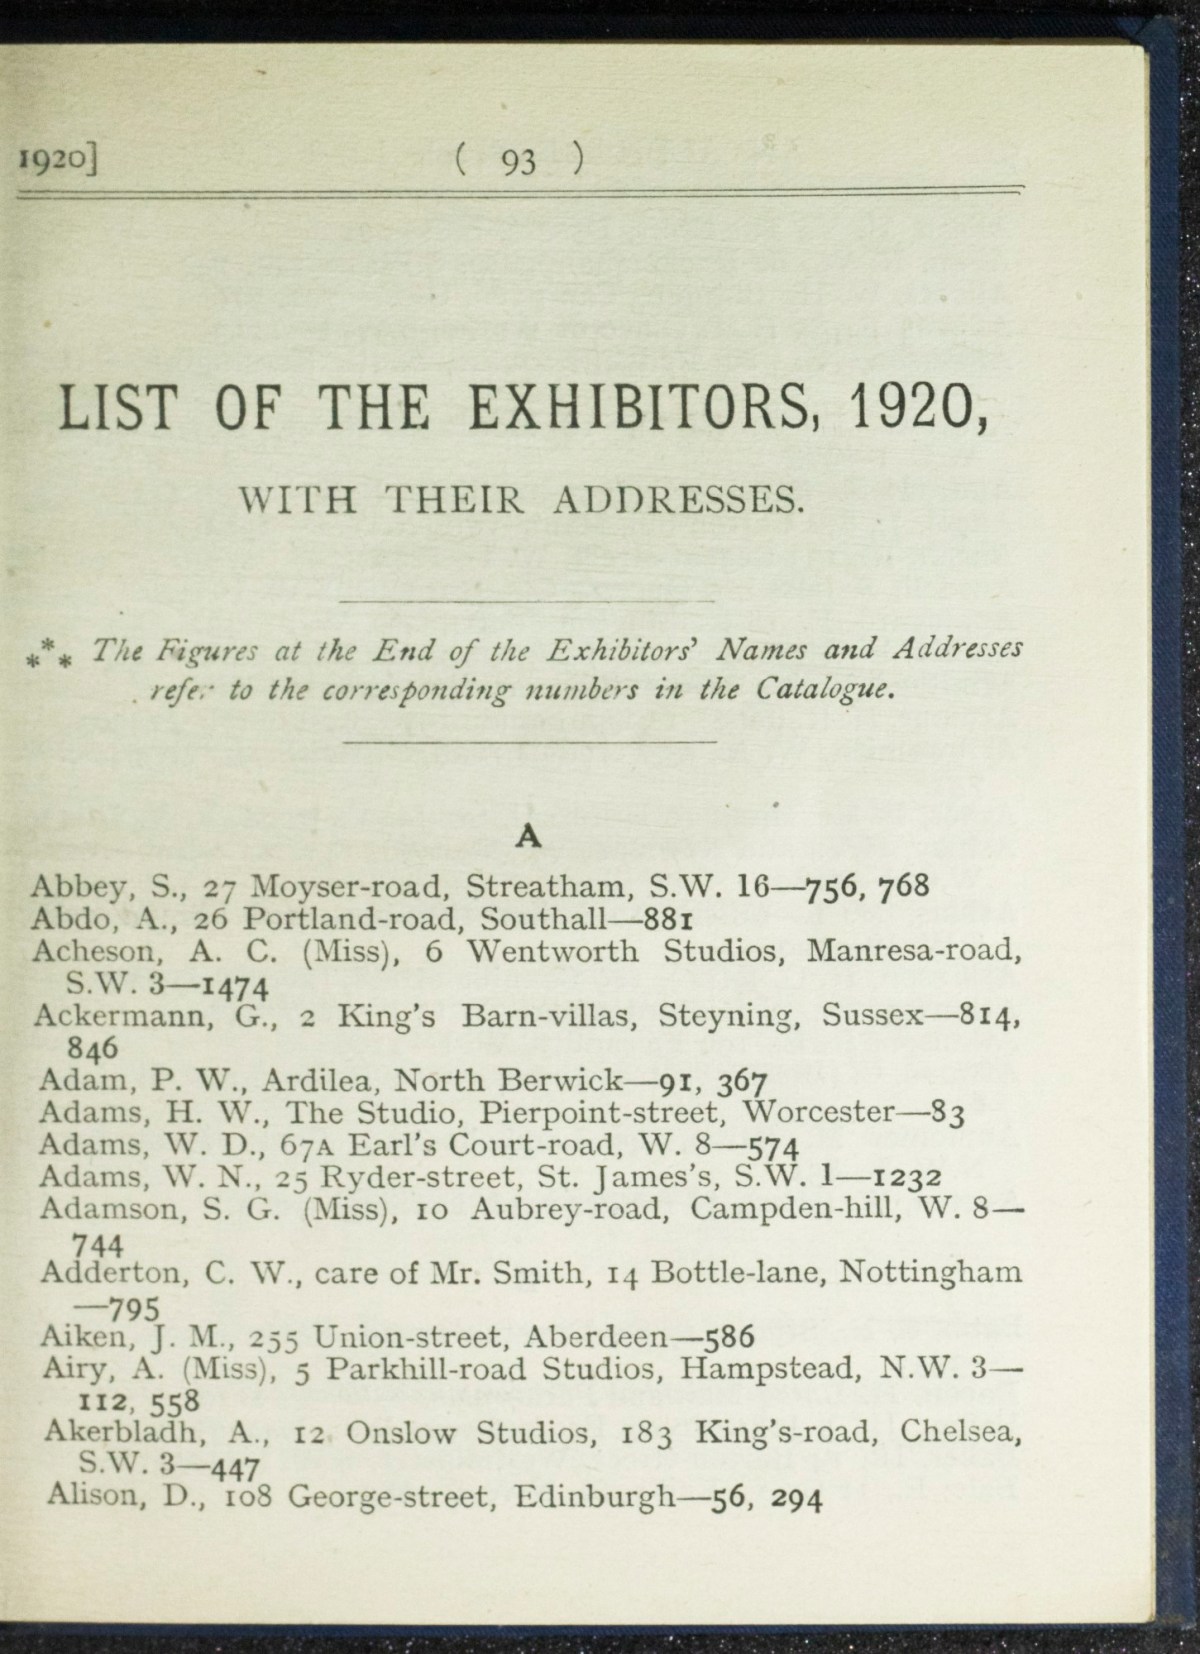 1920]
( 93 )
LIST OF THE EXHIBITORS, 1920,
WITH THEIR ADDRESSES.
*** The Figures at the End of the Exhibitors' Names and Addresses
refer to the corresponding numbers in the Catalogue.
A
Abbey, S., 27 Moyser-road, Streatham, S.W. 16—756, 768
Abdo, A., 26 Portland-road, Southall—881
Acheson, A. C. (Miss), 6 Wentworth Studios, Manresa-road,
S.W. 3—1474
Ackermann, G., 2 King's Barn-villas, Steyning, Sussex—814,
846
Adam, P. W., Ardilea, North Berwick—91, 367
Adams, H. W., The Studio, Pierpoint-street, Worcester—83
Adams, W. D., 67A Earl's Court-road, W. 8—574
Adams, W. N., 25 Ryder-street, St. James's, S.W. 1—1232
Adamson, S. G. (Miss), 10 Aubrey-road, Campden-hill, W. 8—
744
Adderton, C. W., care of Mr. Smith, 14 Bottle-lane, Nottingham
—795
Aiken, J. M., 255 Union-street, Aberdeen—586
Airy, A. (Miss), 5 Parkhill-road Studios, Hampstead, N.W. 3—
112, 558
Akerbladh, A., 12 Onslow Studios, 183 King's-road, Chelsea,
S.W. 3—447
Alison, D., 108 George-street, Edinburgh—56, 294